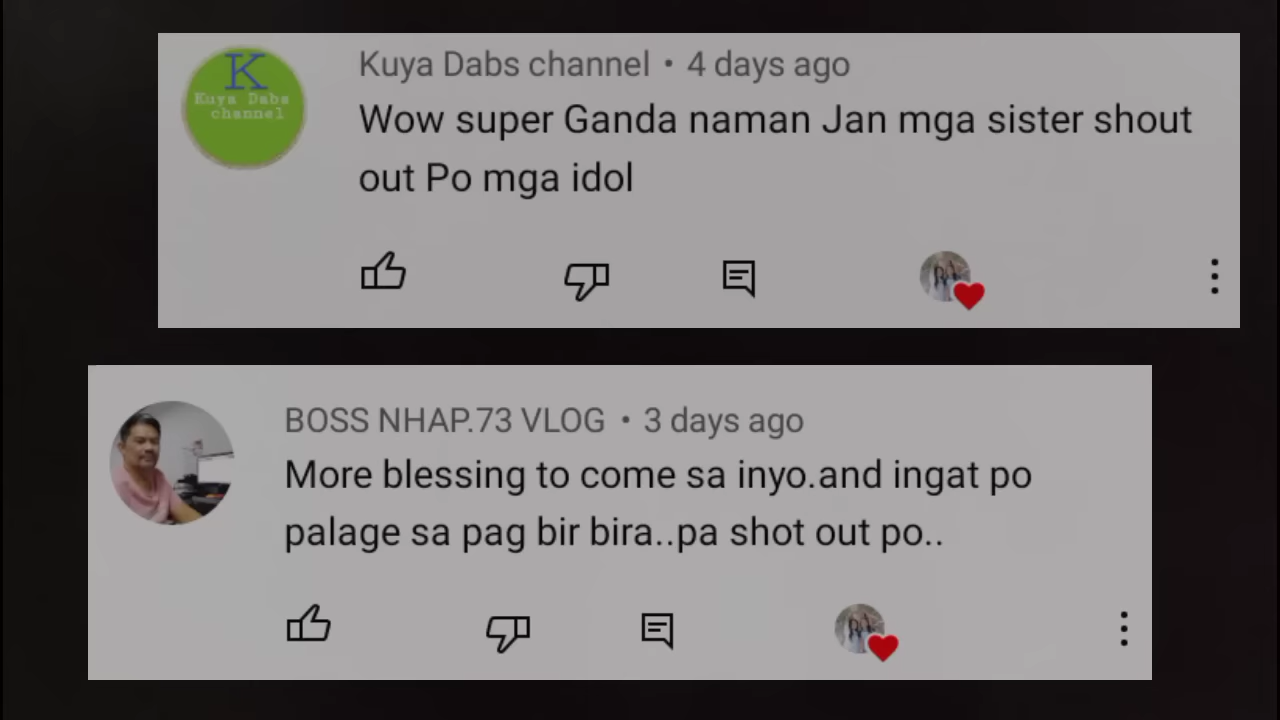 K
Kuya Dabs
channel
Kuya Dabs channel • 4 days ago
Wow super Ganda naman Jan mga sister shout
out Po mga idol
BOSS NHAP.73 VLOG • 3 days ago
More blessing to come sa inyo.and ingat po
palage sa pag bir bira..pa shot out po..